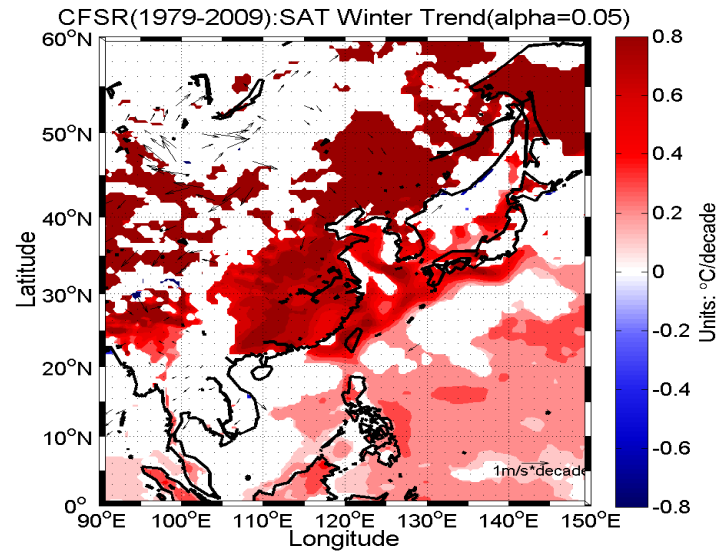 CFSR(1979-2009):SAT Winter Trend(alpha=0.05)
60°N
50°N
40°N
30°N
20°N
10°N
0°
Latitude
90°E 100°E 110°E 120°E 130°E 140°E 150°E
Longitude
1m/s*decade
0.8
0.6
0.4
0.2
0
-0.2
-0.4
-0.6
-0.8
Units: °C/decade